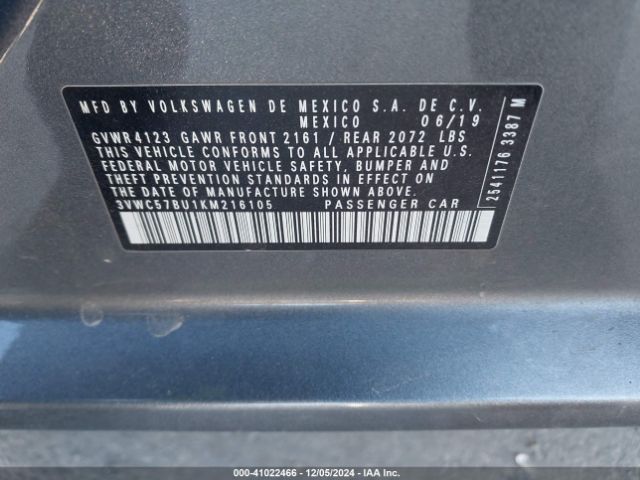 MFD BY VOLKSWAGEN DE MEXICO S.A. DE C.V.
MEXICO 06/19
GVWR 4123 GAWR FRONT 2161 / REAR 2072 LBS
THIS VEHICLE CONFORMS TO ALL APPLICABLE U.S.
FEDERAL MOTOR VEHICLE SAFETY, BUMPER AND
THEFT PREVENTION STANDARDS IN EFFECT ON
THE DATE OF MANUFACTURE SHOWN ABOVE
3VWC57BU1KM216105 PASSENGER CAR
2541176 3387 M
000-41022466 - 12/05/2024 - IAA Inc.